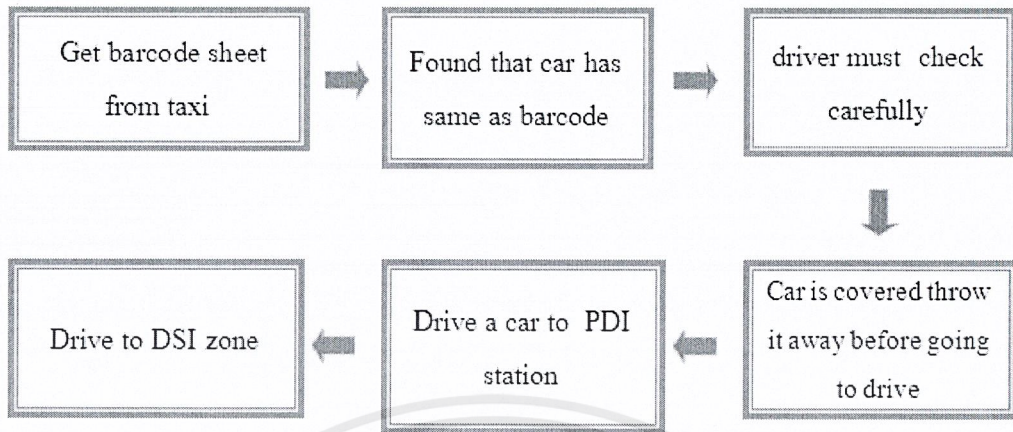 Get barcode sheet
from taxi
Found that car has
same as barcode
driver must check
carefully
Car is covered throw
it away before going
to drive
Drive a car to PDI
station
Drive to DSI zone